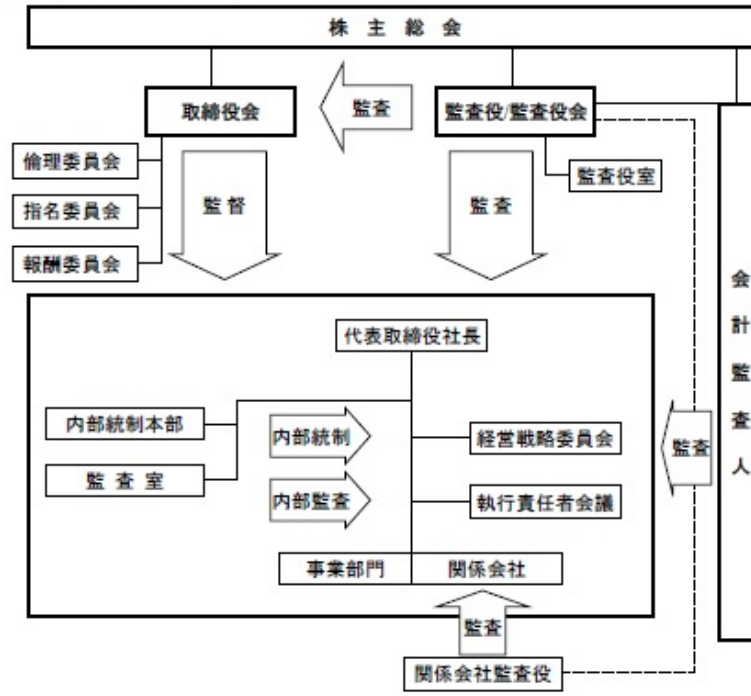 株主総会
取締役会
監査
監査役/監査役会
倫理委員会
監査役室
指名委員会
監督
監査
報酬委員会
会計監査人
代表取締役社長
内部統制本部
内部統制
経営戦略委員会
監査
監査室
内部監査
執行責任者会議
事業部門
関係会社
監査
関係会社監査役